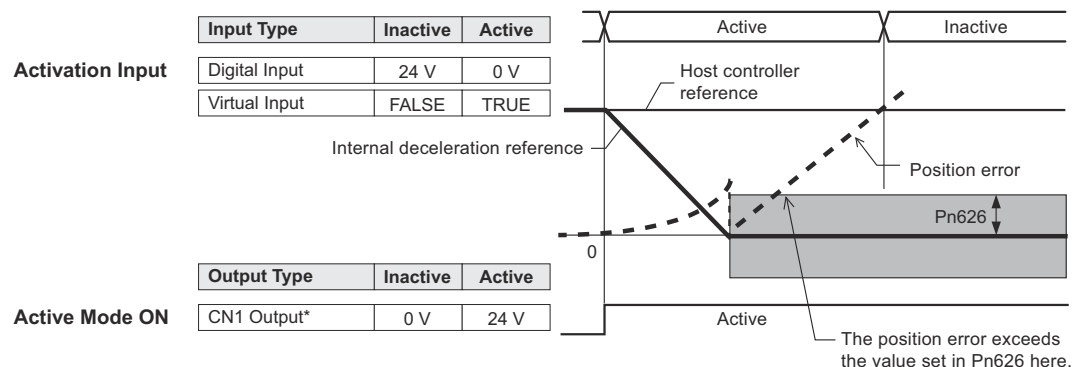 Input Type Inactive Active
Active Inactive
Activation Input
Digital Input 24 V 0 V
Virtual Input FALSE TRUE
Host controller
reference
Internal deceleration reference
Position error
Pn626
0
Output Type Inactive Active
Active Mode ON
CN1 Output* 0 V 24 V
Active
The position error exceeds
the value set in Pn626 here.